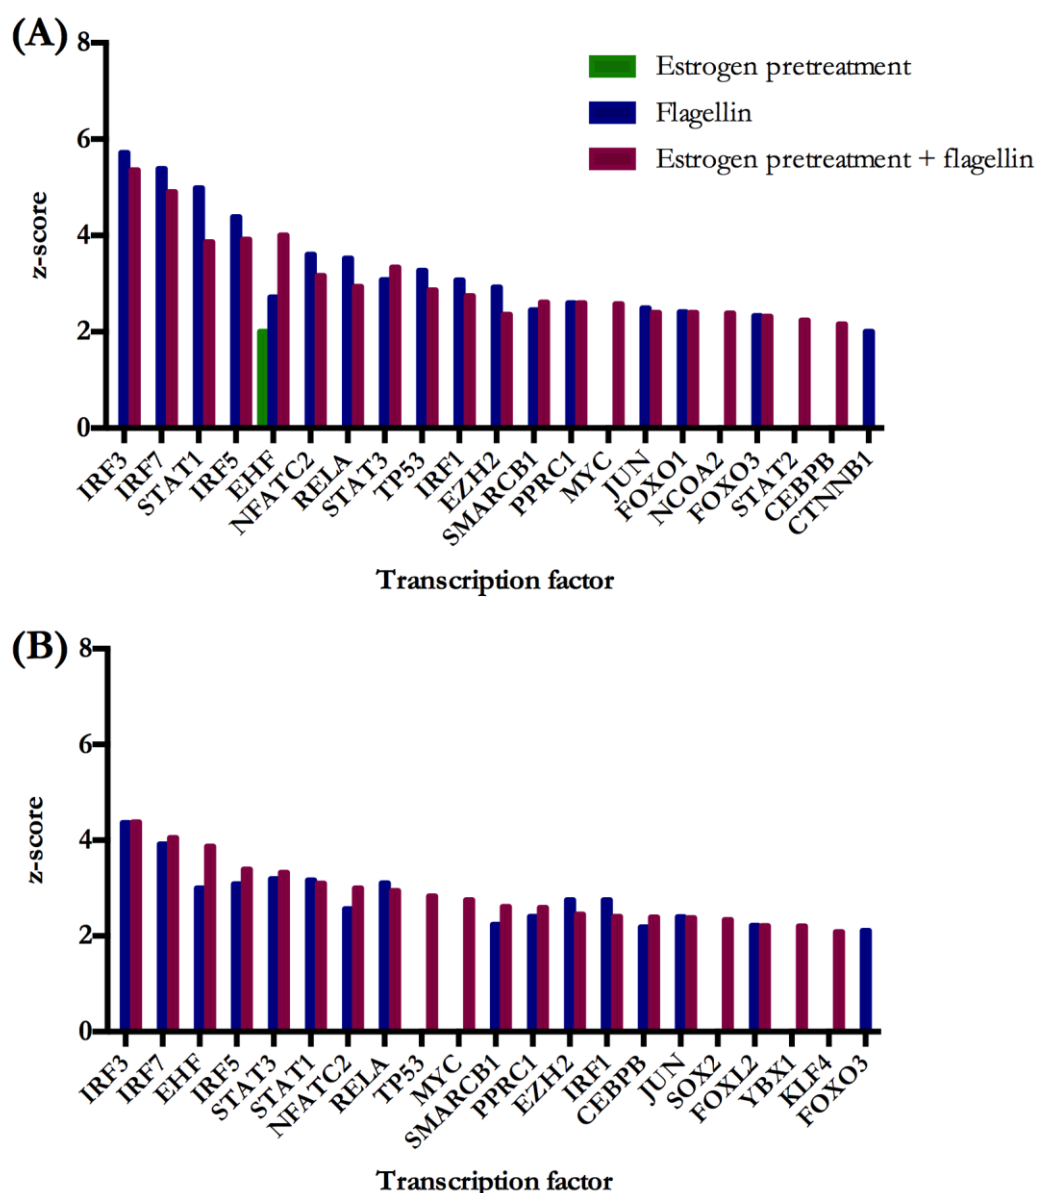 (A)
8
6
4
2
0
z-score
Estrogen pretreatment
Flagellin
Estrogen pretreatment + flagellin
IRF3
IRF7
STAT1
IRF5
EHF
NFATC2
RELA
STAT3
TP53
IRF1
EZH2
SMARCB1
PPRC1
MYC
JUN
FOXO1
NCOA2
FOXO3
STAT2
CEBPB
CTNNB1
Transcription factor
(B)
8
6
4
2
0
z-score
IRF3
IRF7
EHF
IRF5
STAT3
STAT1
NFATC2
RELA
TP53
MYC
SMARCB1
PPRC1
EZH2
IRF1
CEBPB
JUN
SOX2
FOXL2
YBX1
KLF4
FOXO3
Transcription factor